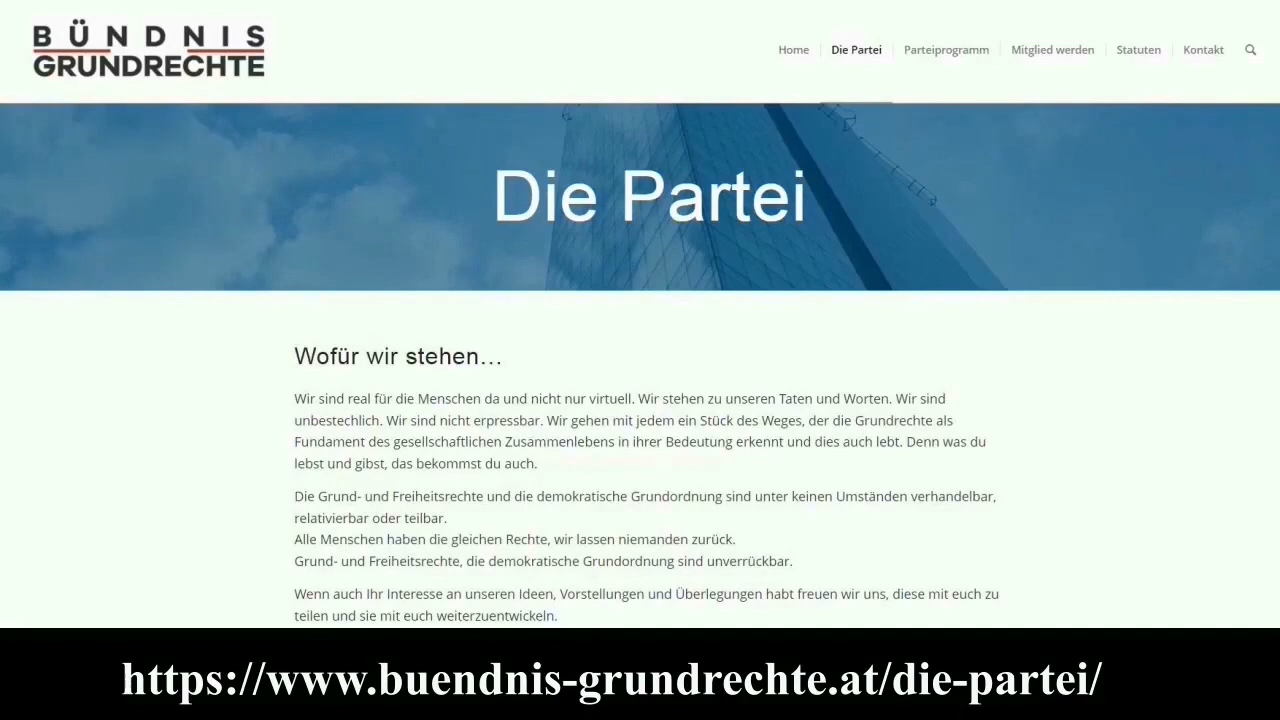 BÜNDNIS
GRUNDRECHTE
Home Die Partei Parteiprogramm Mitglied werden Statuten Kontakt
Die Partei
Wofür wir stehen…
Wir sind real für die Menschen da und nicht nur virtuell. Wir stehen zu unseren Taten und Worten. Wir sind
unbestechlich. Wir sind nicht erpressbar. Wir gehen mit jedem ein Stück des Weges, der die Grundrechte als
Fundament des gesellschaftlichen Zusammenlebens in ihrer Bedeutung erkennt und dies auch lebt. Denn was du
lebst und gibst, das bekommst du auch.
Die Grund- und Freiheitsrechte und die demokratische Grundordnung sind unter keinen Umständen verhandelbar,
relativierbar oder teilbar.
Alle Menschen haben die gleichen Rechte, wir lassen niemanden zurück.
Grund- und Freiheitsrechte, die demokratische Grundordnung sind unverrückbar.
Wenn auch Ihr Interesse an unseren Ideen, Vorstellungen und Überlegungen habt freuen wir uns, diese mit euch zu
teilen und sie mit euch weiterzuentwickeln.
https://www.buendnis-grundrechte.at/die-partei/